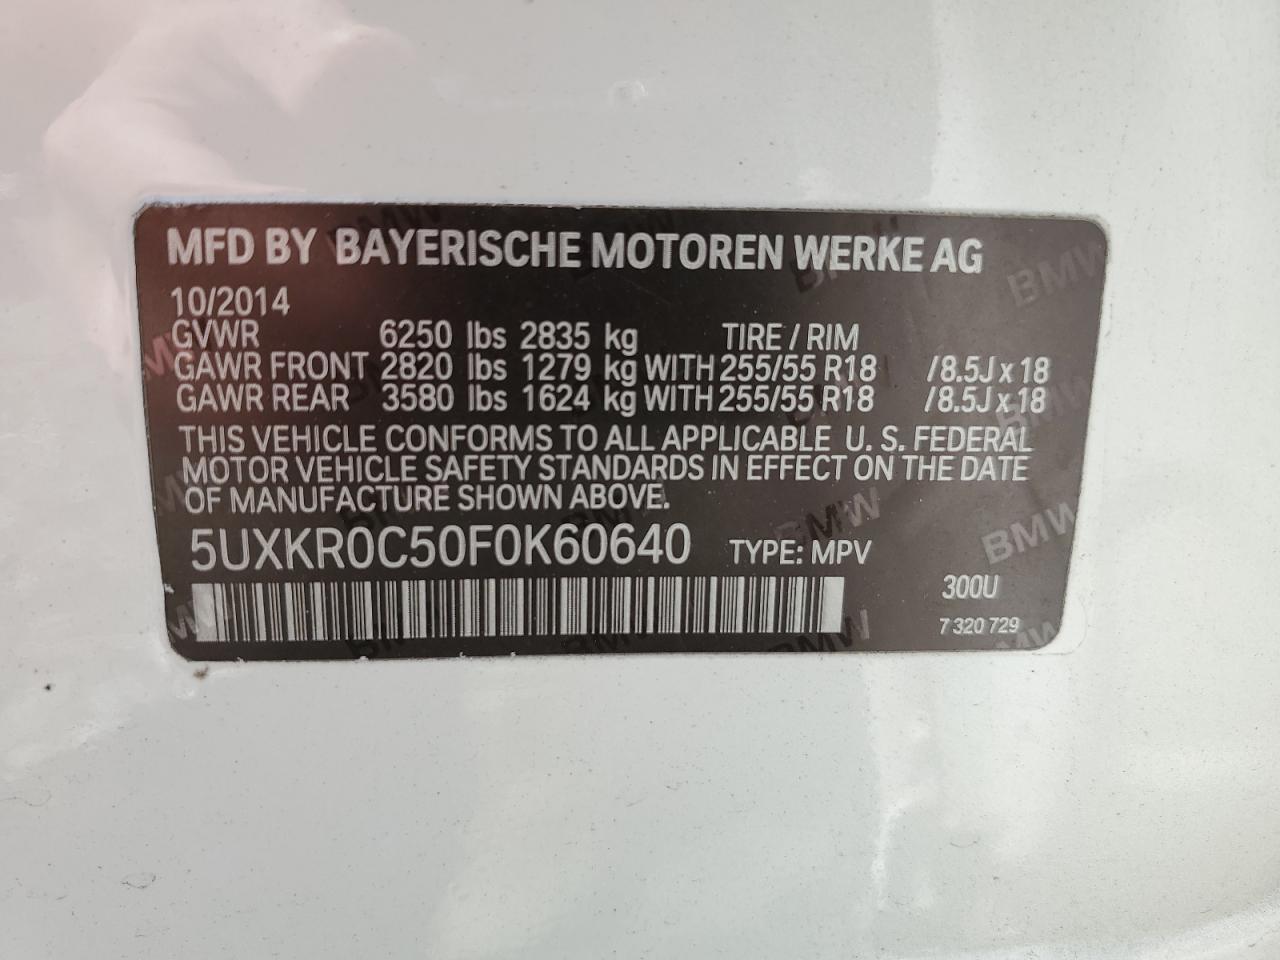 MFD BY BAYERISCHE MOTOREN WERKE AG
10/2014
GVWR 6250 lbs 2835 kg TIRE / RIM
GAWR FRONT 2820 lbs 1279 kg WITH 255/55 R18 /8.5J x 18
GAWR REAR 3580 lbs 1624 kg WITH 255/55 R18 /8.5J x 18
THIS VEHICLE CONFORMS TO ALL APPLICABLE U. S. FEDERAL
MOTOR VEHICLE SAFETY STANDARDS IN EFFECT ON THE DATE
OF MANUFACTURE SHOWN ABOVE.
5UXKR0C50F0K60640 TYPE: MPV
300U
7 320 729